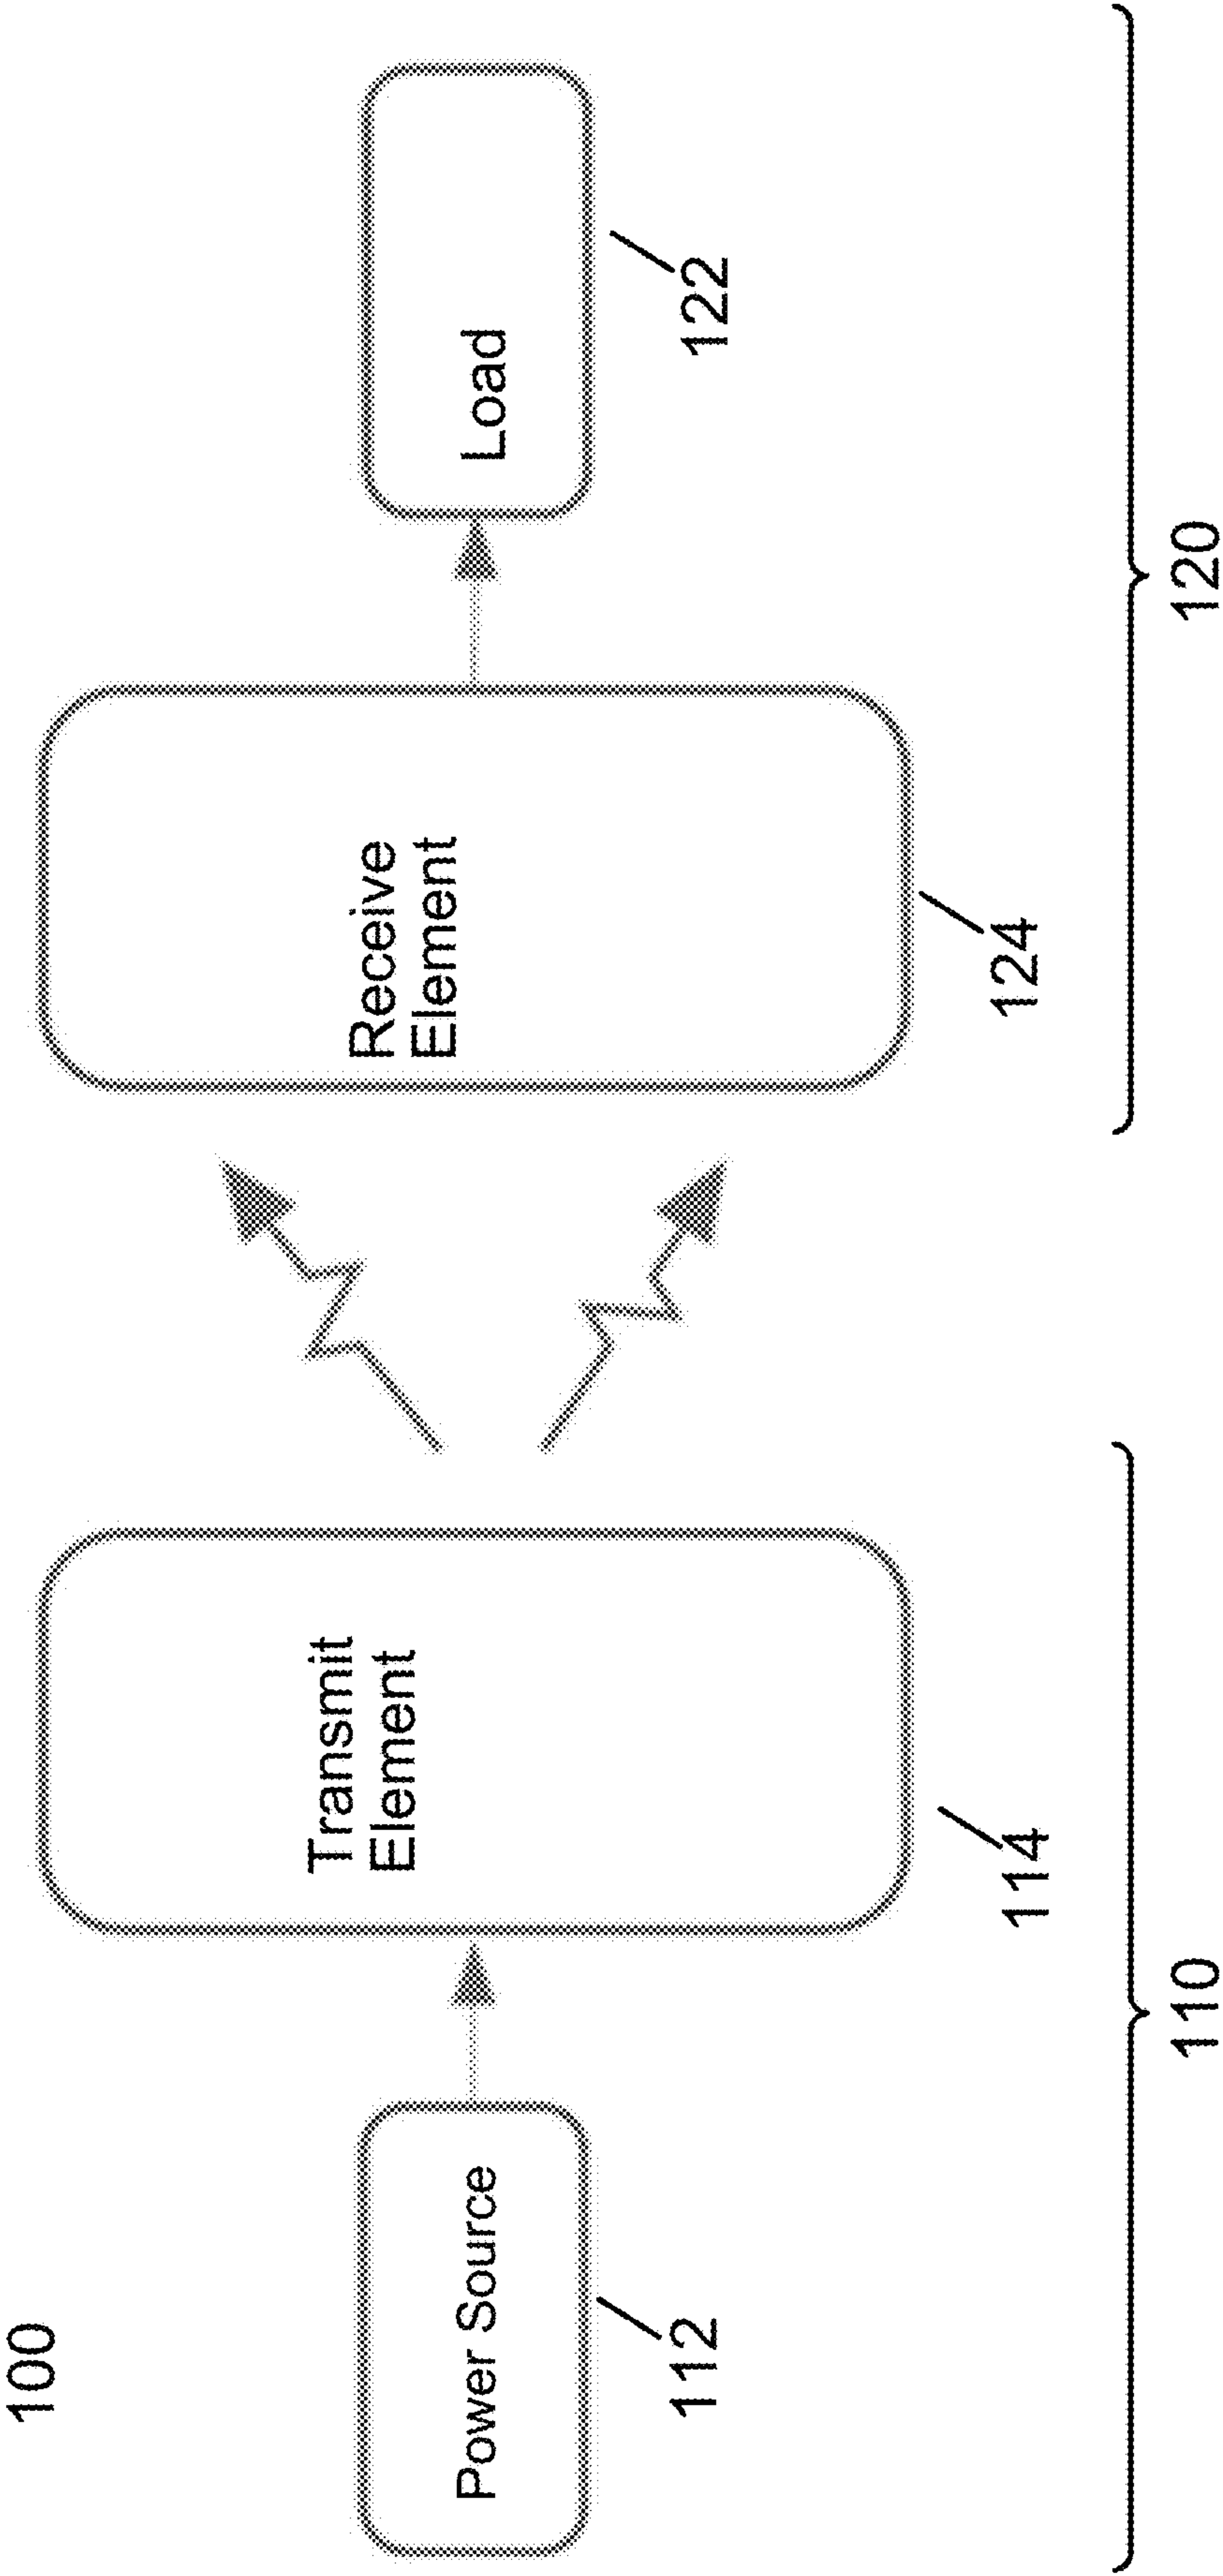 100
Power Source
112
Transmit
Element
114
110
Receive
Element
124
Load
122
120